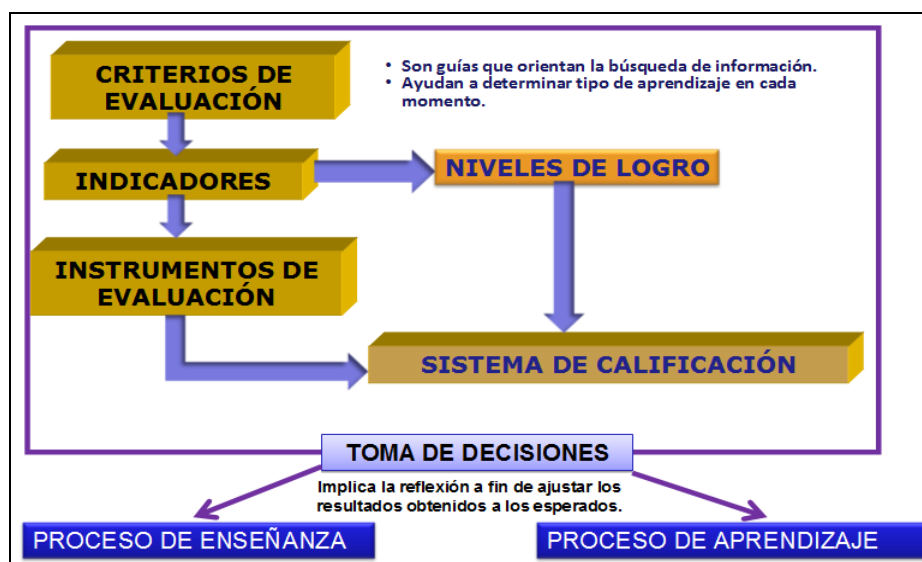 CRITERIOS DE
EVALUACIÓN
• Son guías que orientan la búsqueda de información.
• Ayudan a determinar tipo de aprendizaje en cada
momento.
INDICADORES
NIVELES DE LOGRO
INSTRUMENTOS DE
EVALUACIÓN
SISTEMA DE CALIFICACIÓN
TOMA DE DECISIONES
Implica la reflexión a fin de ajustar los
resultados obtenidos a los esperados.
PROCESO DE ENSEÑANZA
PROCESO DE APRENDIZAJE